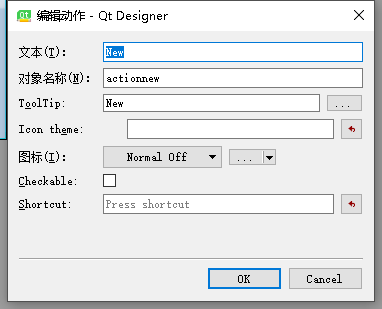 Qt 编辑动作 - Qt Designer
文本(T): New
对象名称(N): actionnew
ToolTip: New ...
Icon theme:
图标(I): Normal Off ...
Checkable:
Shortcut: Press shortcut
OK Cancel